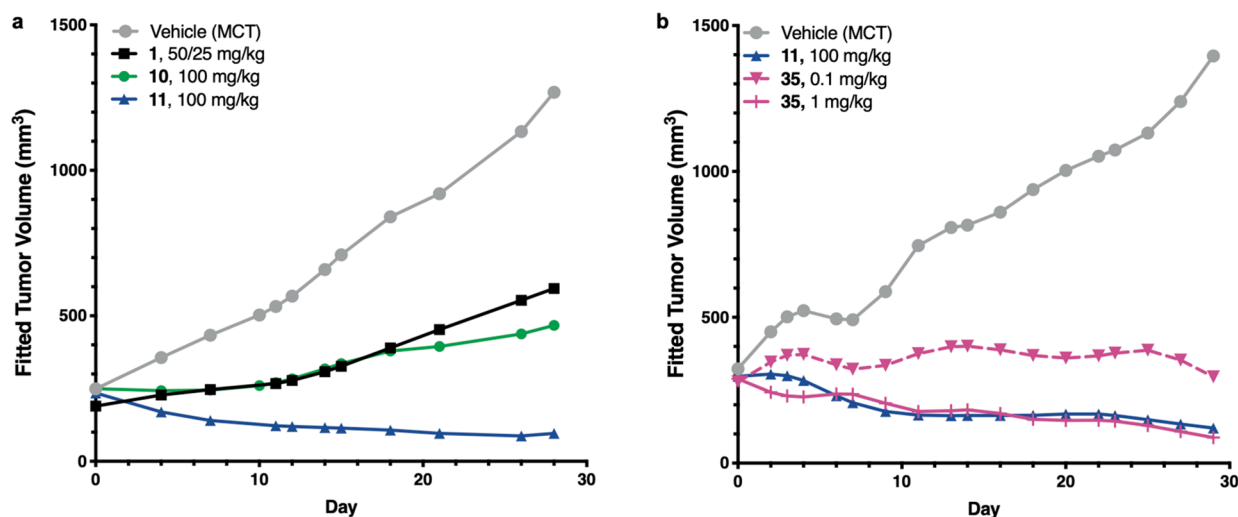 a
Fitted Tumor Volume (mm³)
1500
1000
500
0
Vehicle (MCT)
1, 50/25 mg/kg
10, 100 mg/kg
11, 100 mg/kg
0 10 20 30
Day
b
Fitted Tumor Volume (mm³)
1500
1000
500
0
Vehicle (MCT)
11, 100 mg/kg
35, 0.1 mg/kg
35, 1 mg/kg
0 10 20 30
Day